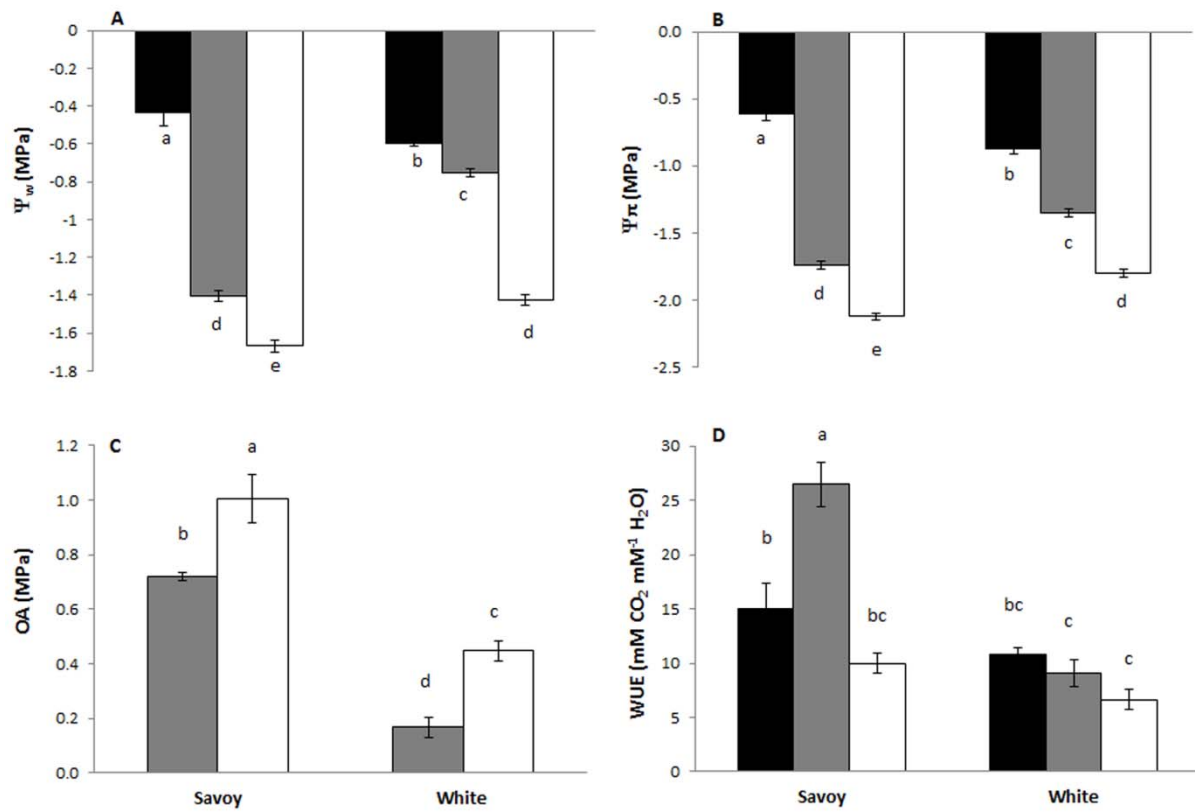 A
0
-0.2
-0.4
-0.6
-0.8
-1
-1.2
-1.4
-1.6
-1.8
Ψw (MPa)
a
d
e
b
c
d
B
0.0
-0.5
-1.0
-1.5
-2.0
-2.5
Ψπ (MPa)
a
d
e
b
c
d
C
1.2
1.0
0.8
0.6
0.4
0.2
0.0
OA (MPa)
b
a
d
c
Savoy White
D
30
25
20
15
10
5
0
WUE (mM CO₂ mM⁻¹ H₂O)
b
a
bc
bc
c
c
Savoy White